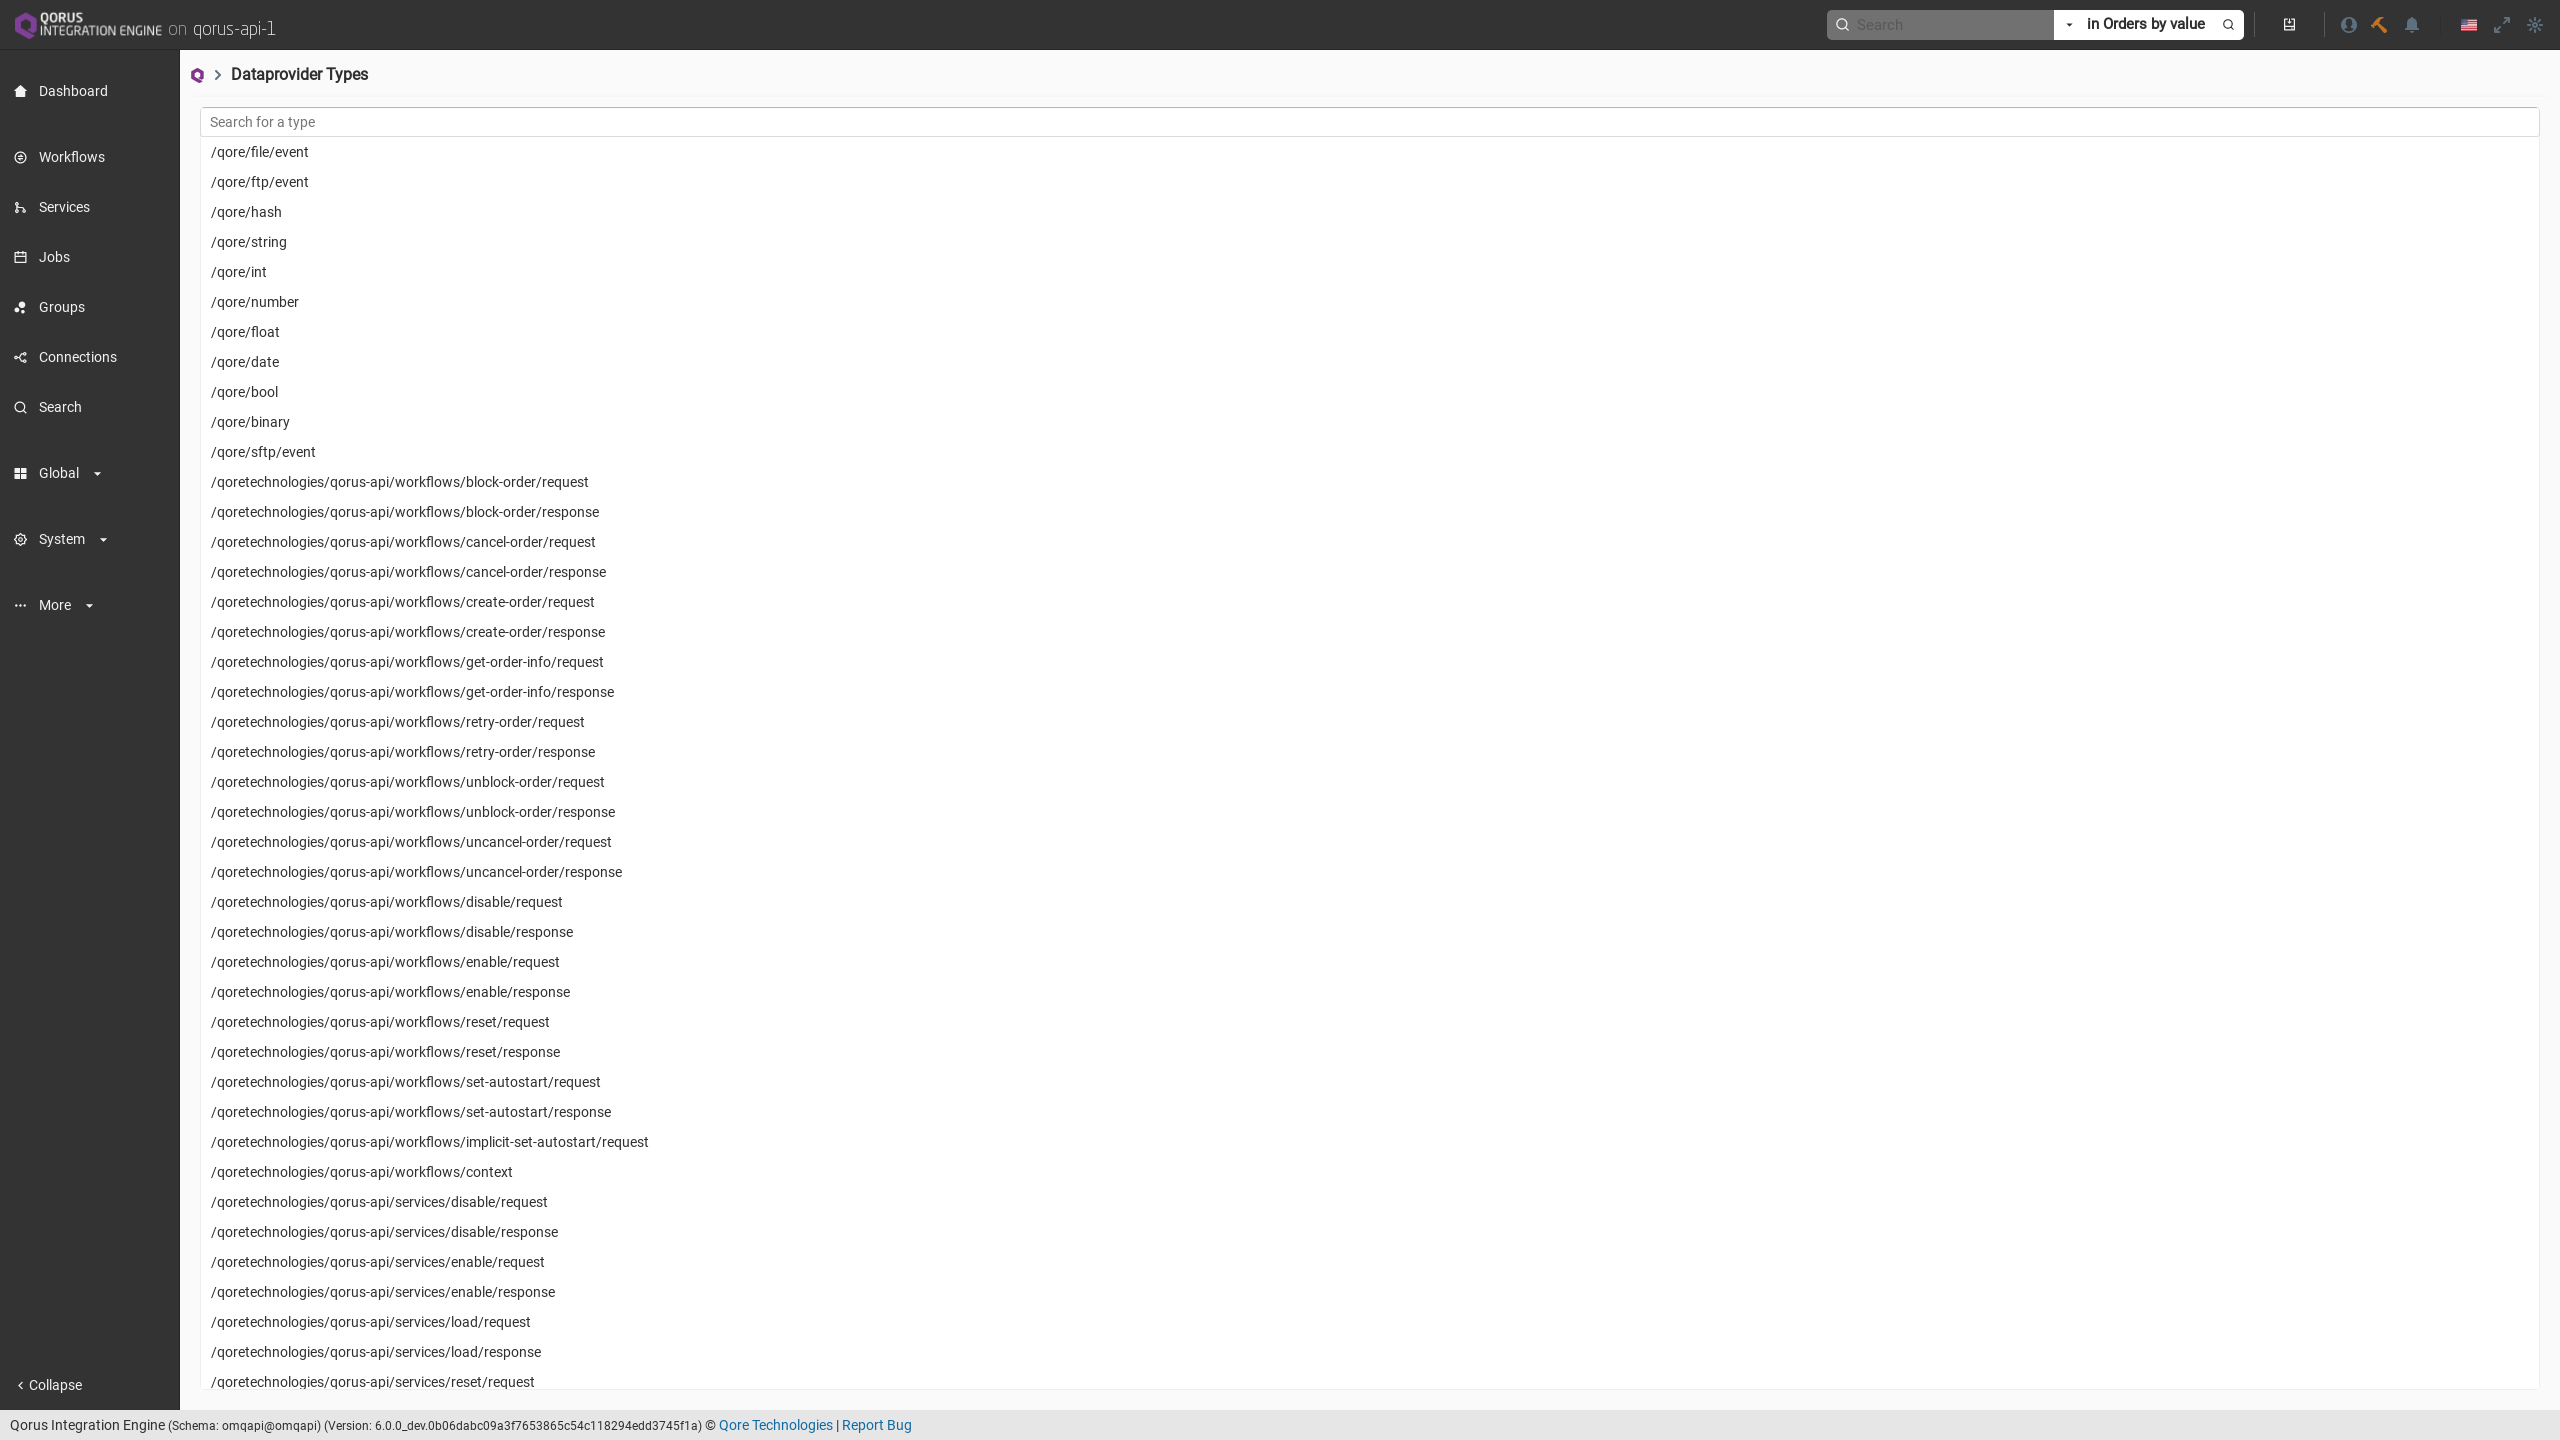 QORUS
INTEGRATION ENGINE on qorus-api-1
Search
in Orders by value
Dashboard
Workflows
Services
Jobs
Groups
Connections
Search
Global
System
More
Collapse
Dataprovider Types
Search for a type
/qore/file/event
/qore/ftp/event
/qore/hash
/qore/string
/qore/int
/qore/number
/qore/float
/qore/date
/qore/bool
/qore/binary
/qore/sftp/event
/qoretechnologies/qorus-api/workflows/block-order/request
/qoretechnologies/qorus-api/workflows/block-order/response
/qoretechnologies/qorus-api/workflows/cancel-order/request
/qoretechnologies/qorus-api/workflows/cancel-order/response
/qoretechnologies/qorus-api/workflows/create-order/request
/qoretechnologies/qorus-api/workflows/create-order/response
/qoretechnologies/qorus-api/workflows/get-order-info/request
/qoretechnologies/qorus-api/workflows/get-order-info/response
/qoretechnologies/qorus-api/workflows/retry-order/request
/qoretechnologies/qorus-api/workflows/retry-order/response
/qoretechnologies/qorus-api/workflows/unblock-order/request
/qoretechnologies/qorus-api/workflows/unblock-order/response
/qoretechnologies/qorus-api/workflows/uncancel-order/request
/qoretechnologies/qorus-api/workflows/uncancel-order/response
/qoretechnologies/qorus-api/workflows/disable/request
/qoretechnologies/qorus-api/workflows/disable/response
/qoretechnologies/qorus-api/workflows/enable/request
/qoretechnologies/qorus-api/workflows/enable/response
/qoretechnologies/qorus-api/workflows/reset/request
/qoretechnologies/qorus-api/workflows/reset/response
/qoretechnologies/qorus-api/workflows/set-autostart/request
/qoretechnologies/qorus-api/workflows/set-autostart/response
/qoretechnologies/qorus-api/workflows/implicit-set-autostart/request
/qoretechnologies/qorus-api/workflows/context
/qoretechnologies/qorus-api/services/disable/request
/qoretechnologies/qorus-api/services/disable/response
/qoretechnologies/qorus-api/services/enable/request
/qoretechnologies/qorus-api/services/enable/response
/qoretechnologies/qorus-api/services/load/request
/qoretechnologies/qorus-api/services/load/response
/qoretechnologies/qorus-api/services/reset/request
Qorus Integration Engine (Schema: omqapi@omqapi) (Version: 6.0.0_dev.0b06dabc09a3f7653865c54c118294edd3745f1a) © Qore Technologies | Report Bug